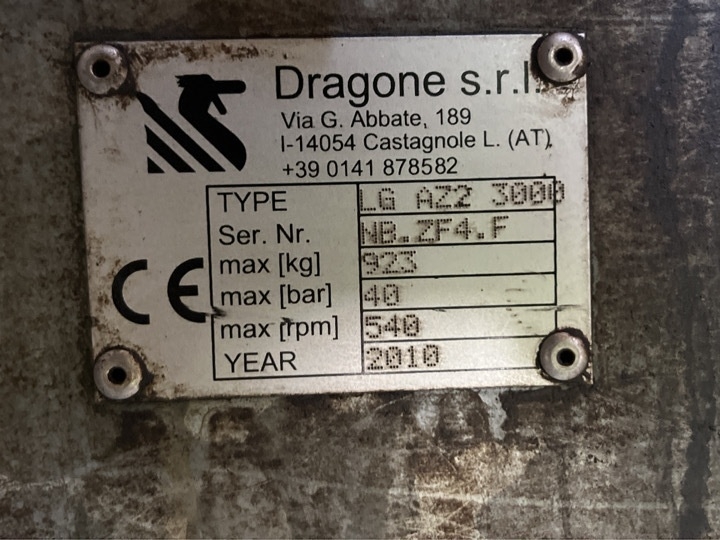 Dragone s.r.l.
Via G. Abbate, 189
I-14054 Castagnole L. (AT)
+39 0141 878582
TYPE LG AZ2 3000
Ser. Nr. NB.ZF4.F
max [kg] 923
max [bar] 40
max [rpm] 540
YEAR 2010
CE